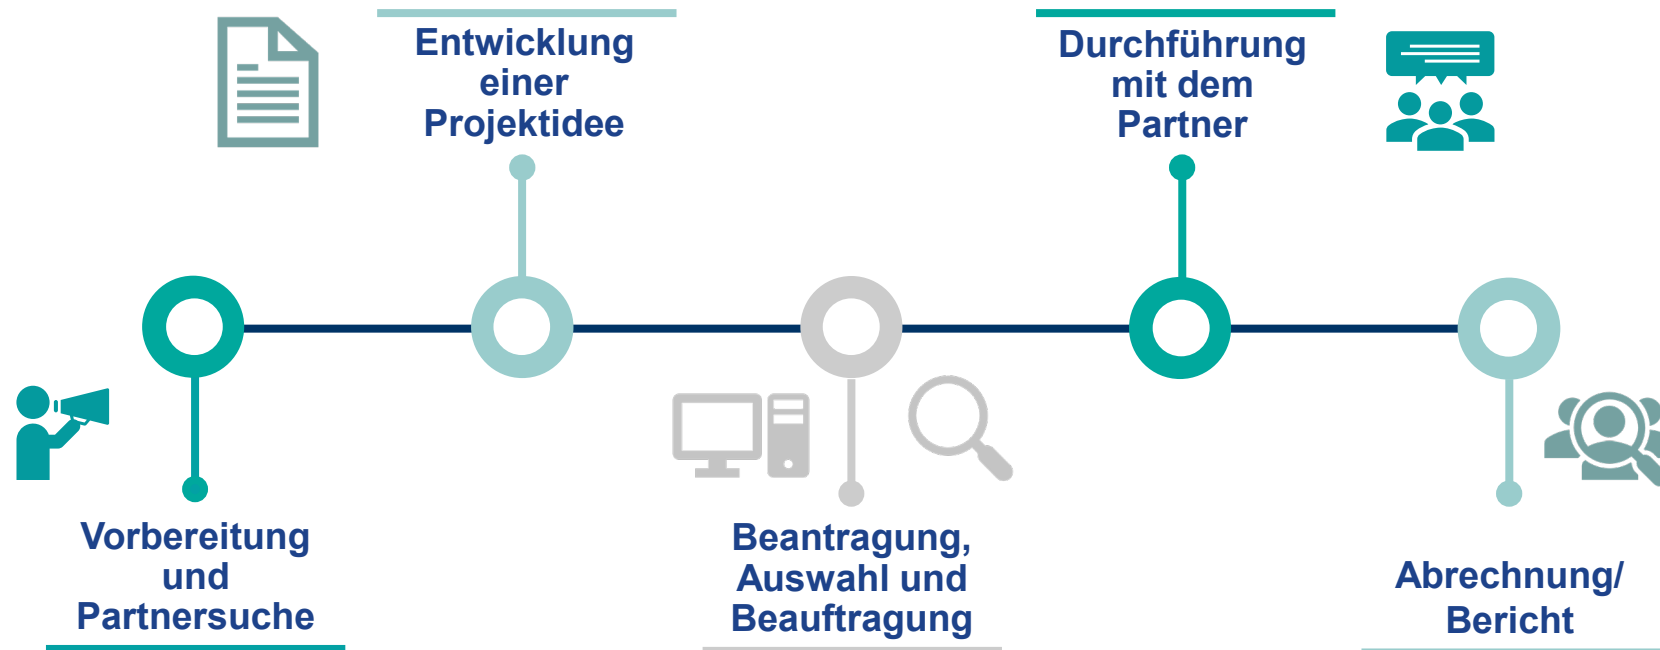 Entwicklung
einer
Projektidee
Durchführung
mit dem
Partner
Vorbereitung
und
Partnersuche
Beantragung,
Auswahl und
Beauftragung
Abrechnung/
Bericht